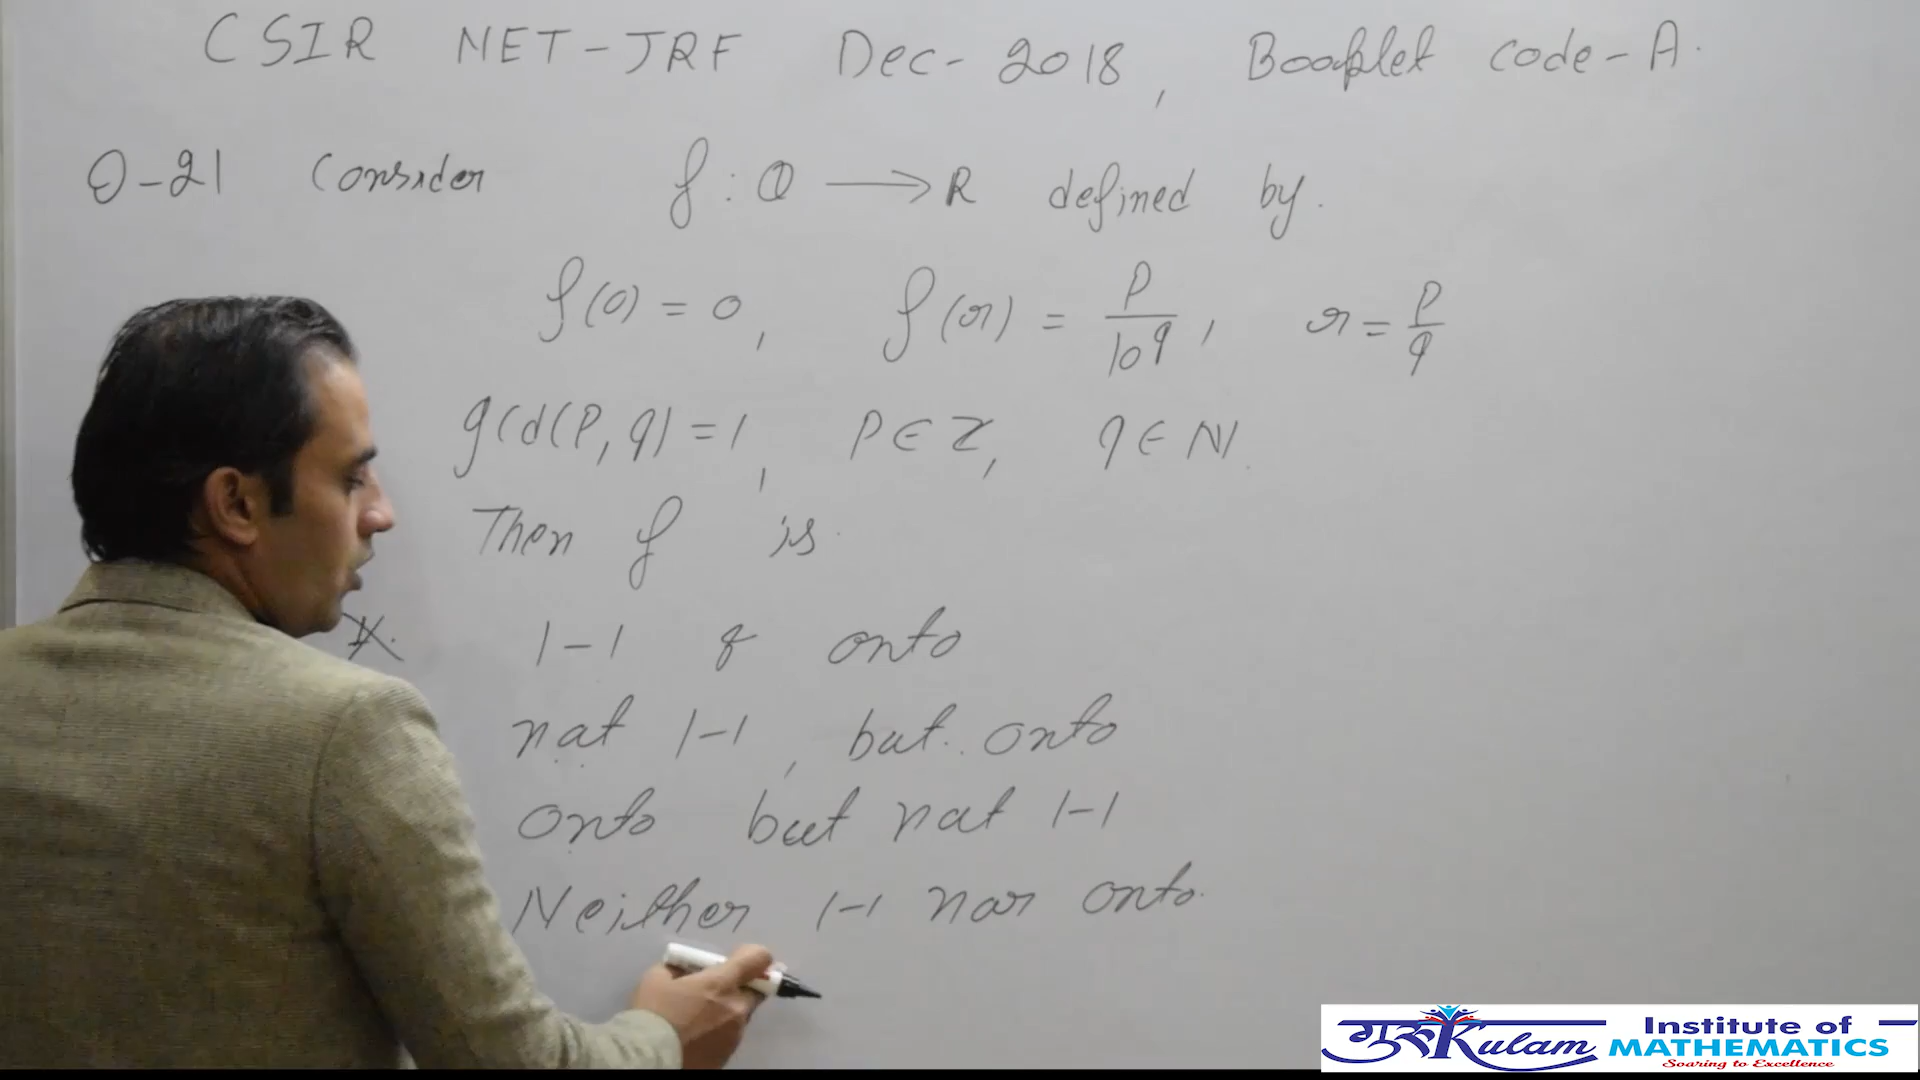 CSIR NET-JRF Dec-2018, Booklet code-A.
Q-21 Consider f : Q → R defined by.
f(0) = 0, f(r) = p/10^q, r = p/q
gcd(p, q) = 1, p ∈ Z, q ∈ N.
Then f is.
1-1 & onto
not 1-1, but onto
onto but not 1-1
Neither 1-1 nor onto.
गुरुKulam Institute of MATHEMATICS
Soaring to Excellence